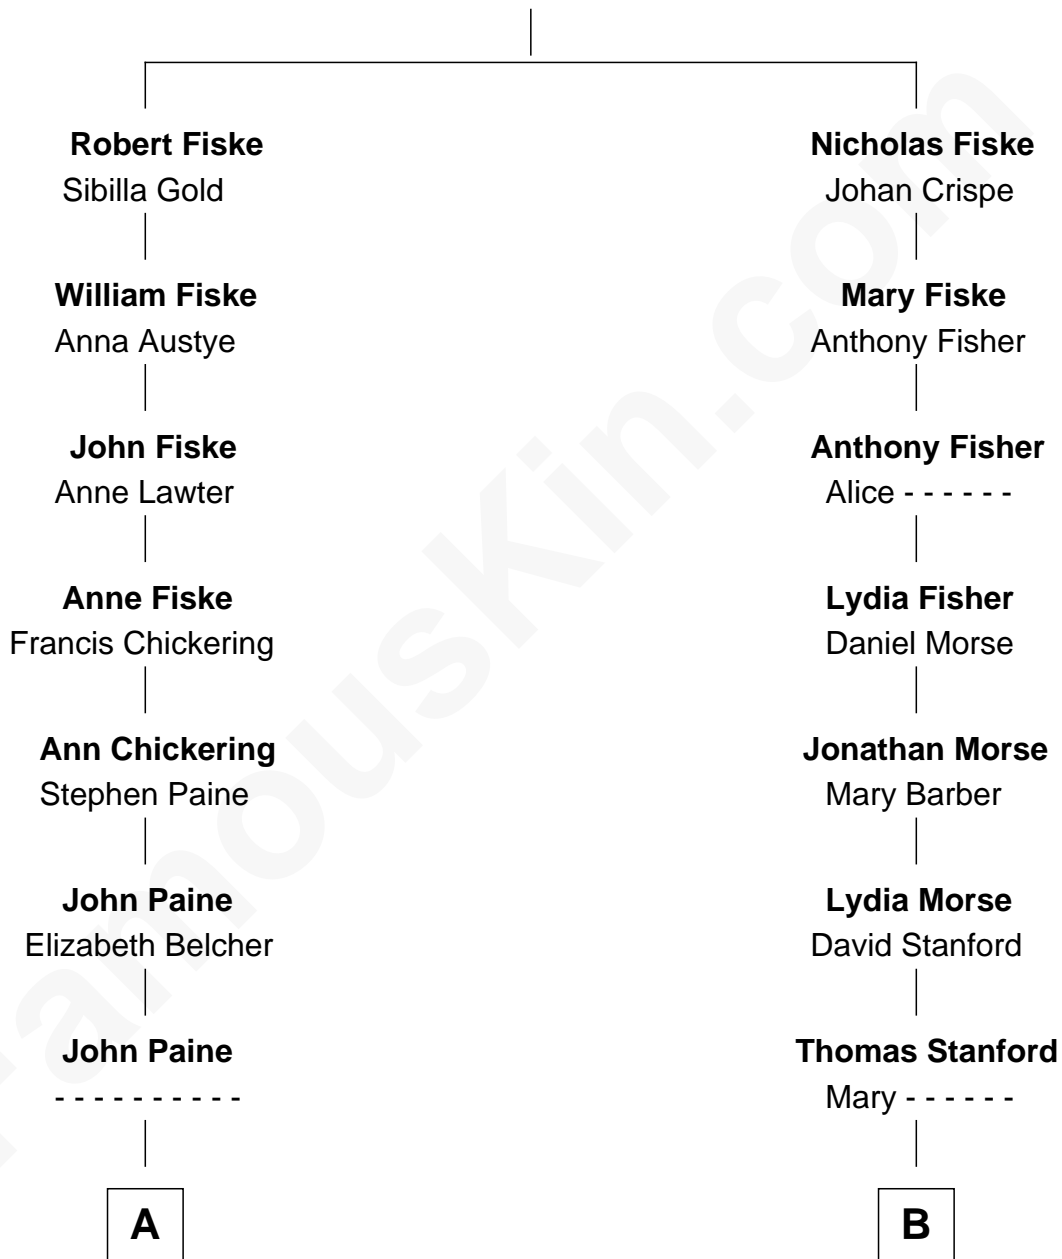 Robert Fiske
Sibilla Gold
William Fiske
Anna Austye
John Fiske
Anne Lawter
Anne Fiske
Francis Chickering
Ann Chickering
Stephen Paine
John Paine
Elizabeth Belcher
John Paine
- - - - - - - - - -
A
Nicholas Fiske
Johan Crispe
Mary Fiske
Anthony Fisher
Anthony Fisher
Alice - - - - - -
Lydia Fisher
Daniel Morse
Jonathan Morse
Mary Barber
Lydia Morse
David Stanford
Thomas Stanford
Mary - - - - - -
B
FamousKin.com